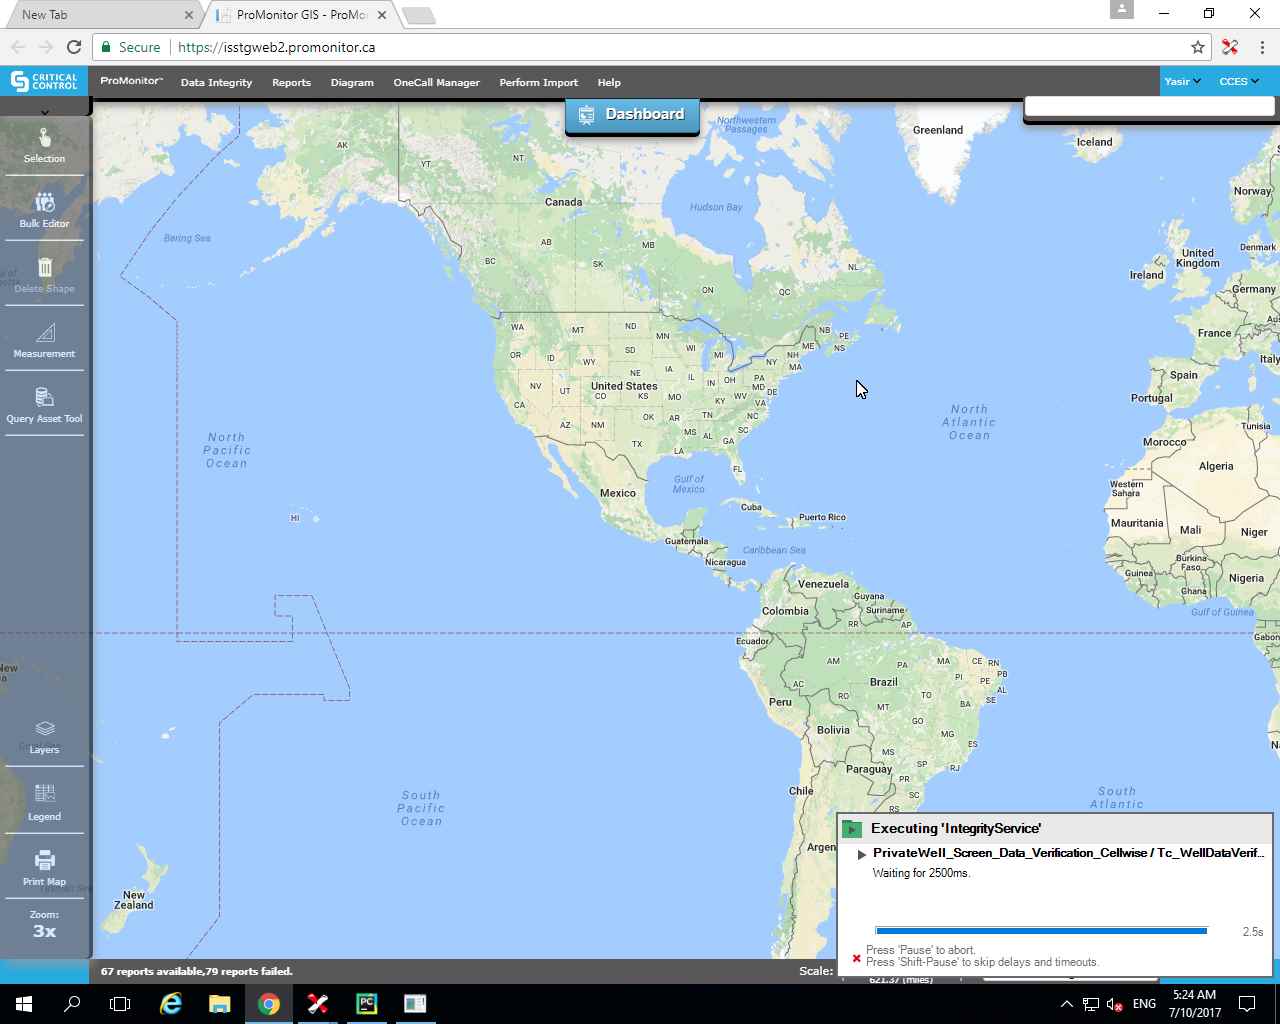 New Tab
ProMonitor GIS - ProMo
Secure
https://isstgweb2.promonitor.ca
CRITICAL CONTROL
ProMonitor™
Data Integrity
Reports
Diagram
OneCall Manager
Perform Import
Help
Yasir
CCES
Dashboard
Selection
Bulk Editor
Delete Shape
Measurement
Query Asset Tool
Layers
Legend
Print Map
Zoom:
3x
Northwestern Passages
Greenland
Iceland
Norway
AK
YT
NT
Canada
Hudson Bay
Bering Sea
AB
BC
SK
MB
ON
QC
NL
United Kingdom
Ireland
Denmark
Germany
France
Italy
Spain
Portugal
WA
MT
ND
MN
OR
ID
WY
SD
WI
MI
NB
PE
NS
ME
NH
NY
MA
NE
IA
IL
IN
OH
PA
MD
DE
NV
UT
United States
CO
KS
MO
KY
WV
VA
CA
AZ
NM
OK
AR
TN
NC
TX
MS
AL
SC
GA
LA
FL
North Pacific Ocean
North Atlantic Ocean
Gulf of Mexico
Mexico
Cuba
Puerto Rico
HI
Guatemala
Caribbean Sea
Nicaragua
Morocco
Tunisia
Algeria
Western Sahara
Mauritania
Mali
Niger
Burkina Faso
Guinea
Ghana
Nigeria
Gulf of Guinea
Gabon
Venezuela
Guyana
Suriname
Colombia
Ecuador
RR
AP
AM
PA
MA
CE
RN
PB
PI
PE
AL
SE
AC
RO
TO
BA
Brazil
Peru
MT
GO
Bolivia
MG
MS
ES
SP
RJ
Paraguay
PR
SC
RS
Chile
South Pacific Ocean
South Atlantic
New Zealand
Executing 'IntegrityService'
PrivateWell_Screen_Data_Verification_Cellwise / Tc_WellDataVerif...
Waiting for 2500ms.
2.5s
Press 'Pause' to abort.
Press 'Shift-Pause' to skip delays and timeouts.
67 reports available,79 reports failed.
Scale:
621.37 (miles)
ENG
5:24 AM
7/10/2017